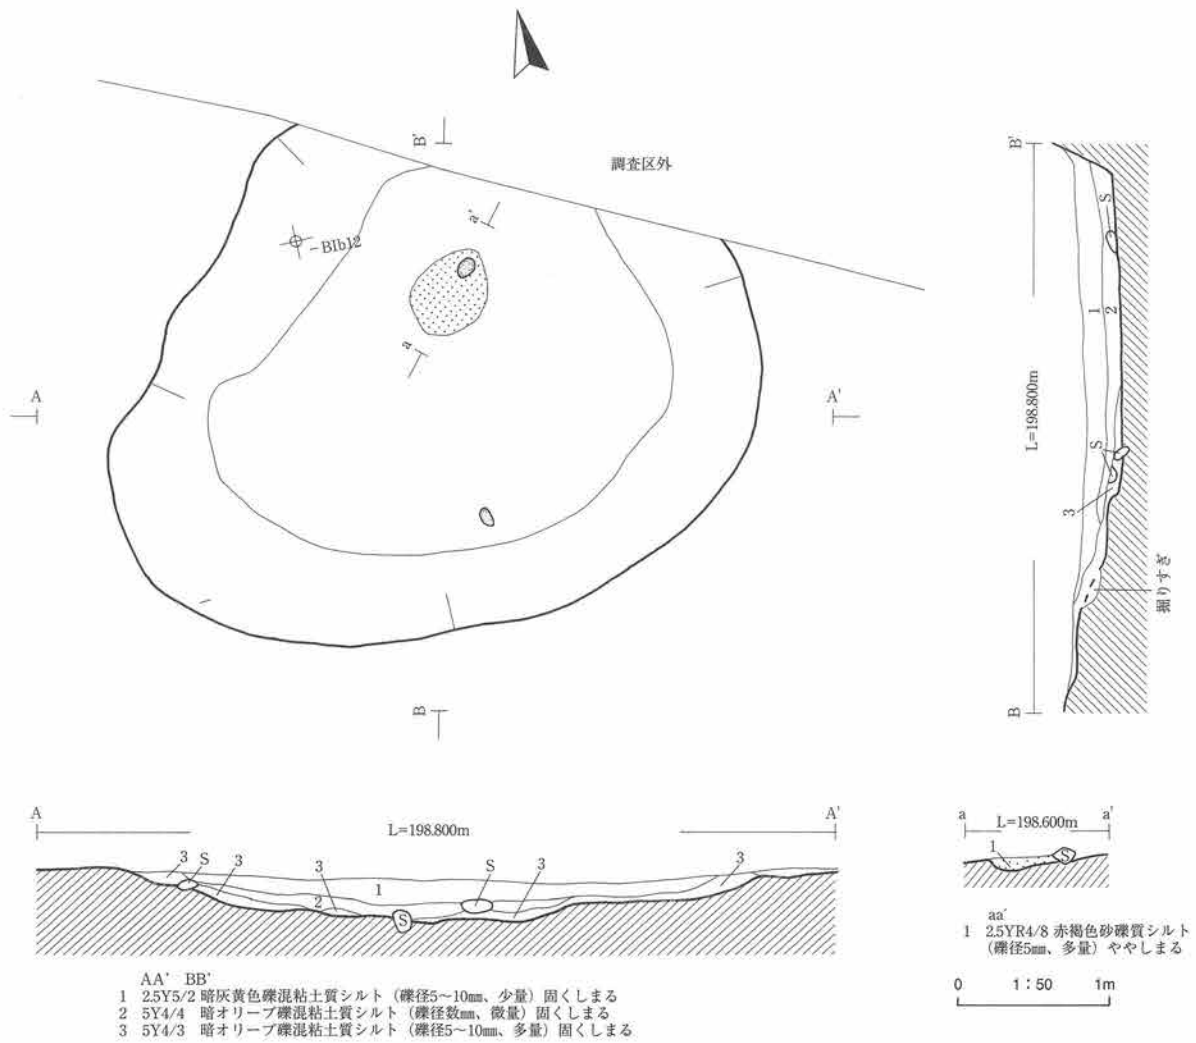 B'
調査区外
a'
BIb12
a
A
A'
B
B'
S
1
2
L=198.800m
S
3
掘りすぎ
B
A
A'
L=198.800m
3
S
3
3
1
2
S
S
3
3
a
a'
L=198.600m
1
S
aa'
1 2.5YR4/8 赤褐色砂礫質シルト
（礫径5㎜、多量）ややしまる
0 1：50 1m
AA' BB'
1 2.5Y5/2 暗灰黄色礫混粘土質シルト（礫径5〜10㎜、少量）固くしまる
2 5Y4/4 暗オリーブ礫混粘土質シルト（礫径数㎜、微量）固くしまる
3 5Y4/3 暗オリーブ礫混粘土質シルト（礫径5〜10㎜、多量）固くしまる